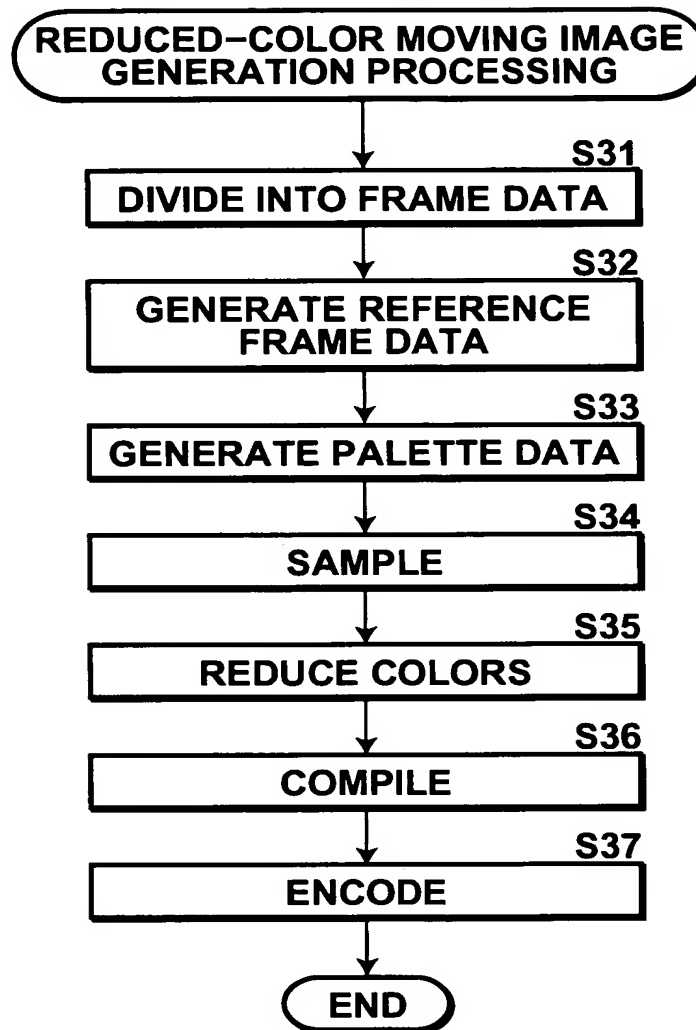 REDUCED-COLOR MOVING IMAGE
GENERATION PROCESSING
S31
DIVIDE INTO FRAME DATA
S32
GENERATE REFERENCE
FRAME DATA
S33
GENERATE PALETTE DATA
S34
SAMPLE
S35
REDUCE COLORS
S36
COMPILE
S37
ENCODE
END